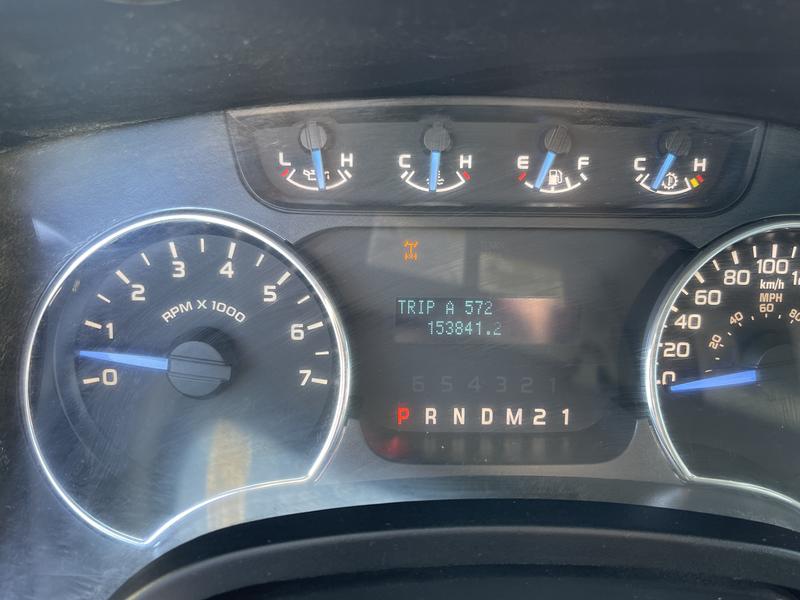 L H
C H
E F
C H
0 1 2 3 4 5 6 7
RPM X 1000
TRIP A 572
153841.2
6 5 4 3 2 1
P R N D M 2 1
0 20 40 60 80 100
km/h
MPH
20 40 60